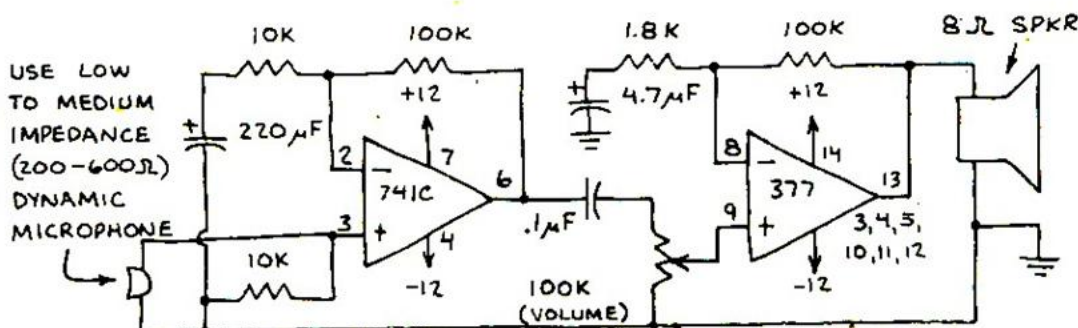 10K
100K
1.8K
100K
8Ω SPKR
USE LOW
TO MEDIUM
IMPEDANCE
(200-600Ω)
DYNAMIC
MICROPHONE
+
220µF
+12
2
-
7
741C
6
3
+
4
-12
10K
.1µF
100K
(VOLUME)
+
4.7µF
+12
8
-
14
377
13
9
+
3,4,5,
10,11,12
-12